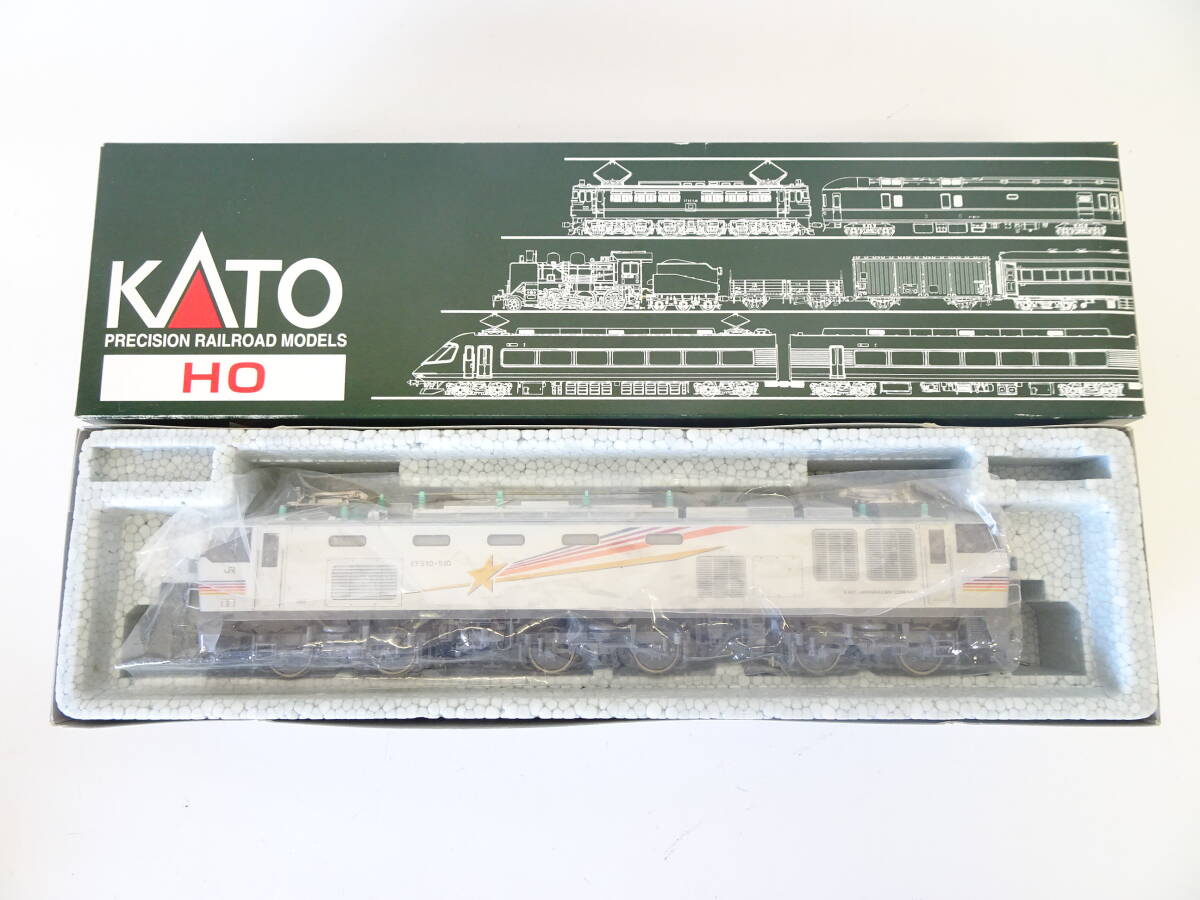 KATO
PRECISION RAILROAD MODELS
HO
JR
EF510-510